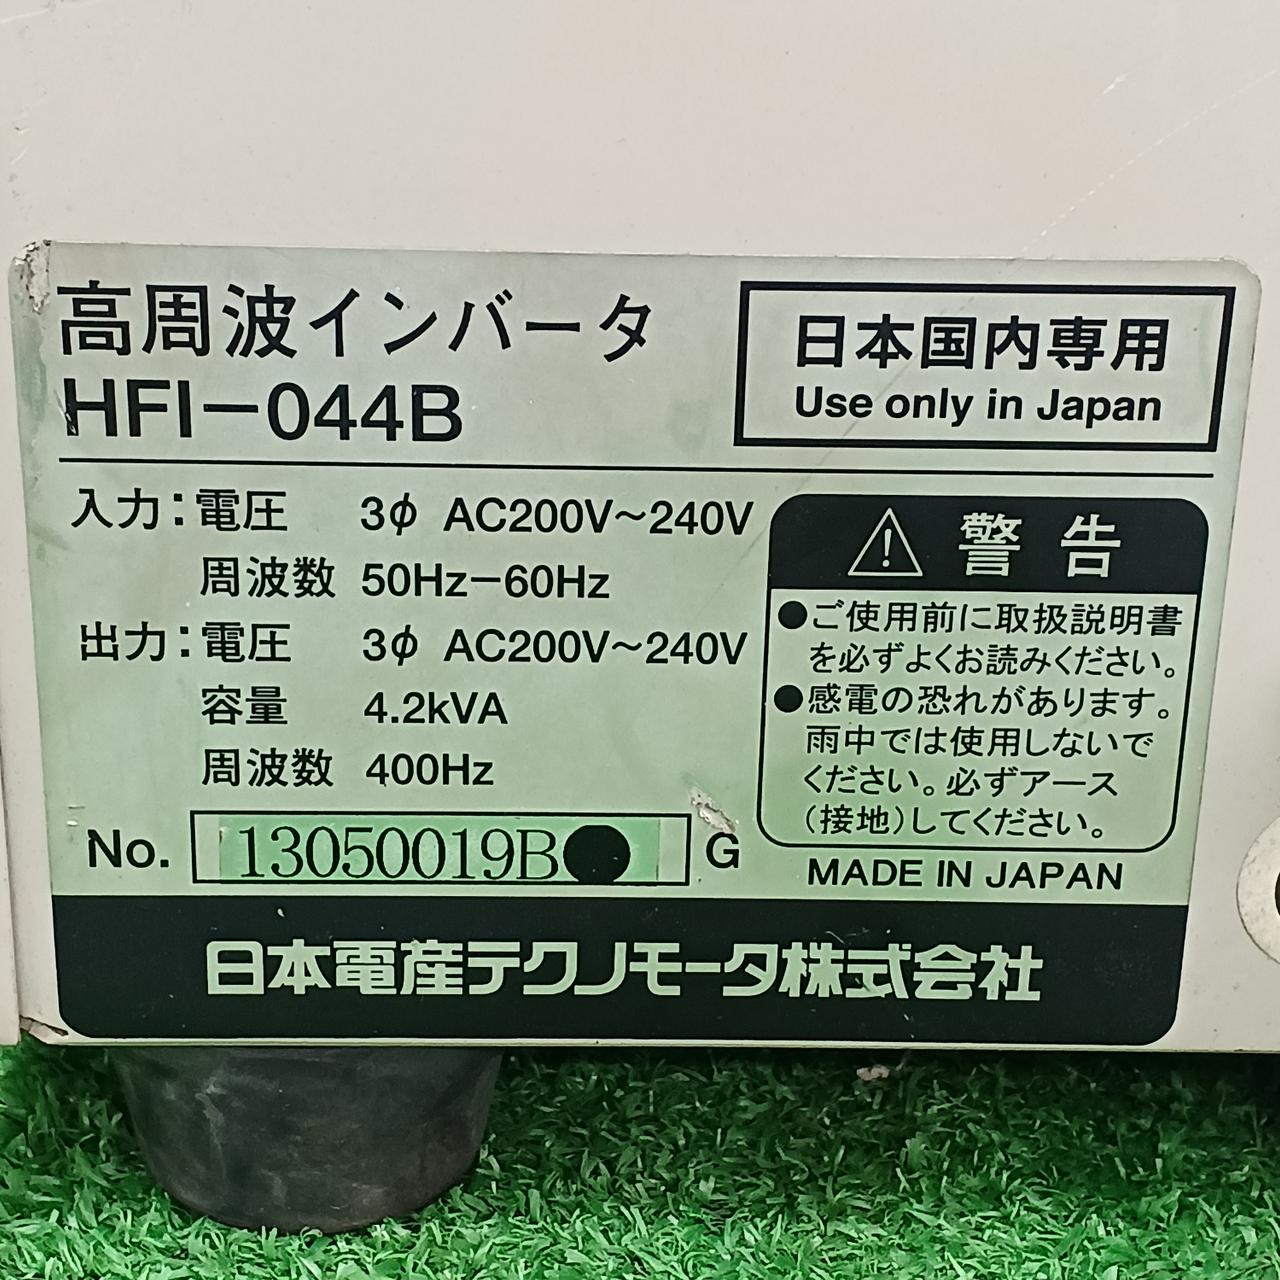 高周波インバータ
HFI-044B
日本国内専用
Use only in Japan
入力:電圧 3φ AC200V～240V
周波数 50Hz-60Hz
出力:電圧 3φ AC200V～240V
容量 4.2kVA
周波数 400Hz
No. 13050019B● G
警告
●ご使用前に取扱説明書
を必ずよくお読みください。
●感電の恐れがあります。
雨中では使用しないで
ください。必ずアース
(接地)してください。
MADE IN JAPAN
日本電産テクノモータ株式会社